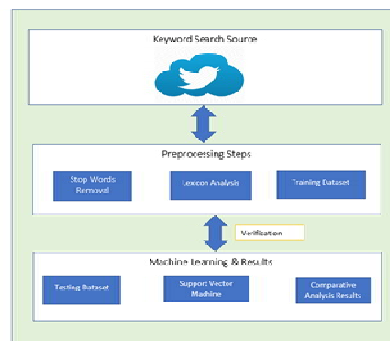 Keyword Search Source
Preprocessing Steps
Stop Words
Removal
Lexicon Analysis
Training Dataset
Verification
Machine Learning & Results
Testing Dataset
Support Vector
Machine
Comparative
Analysis Results